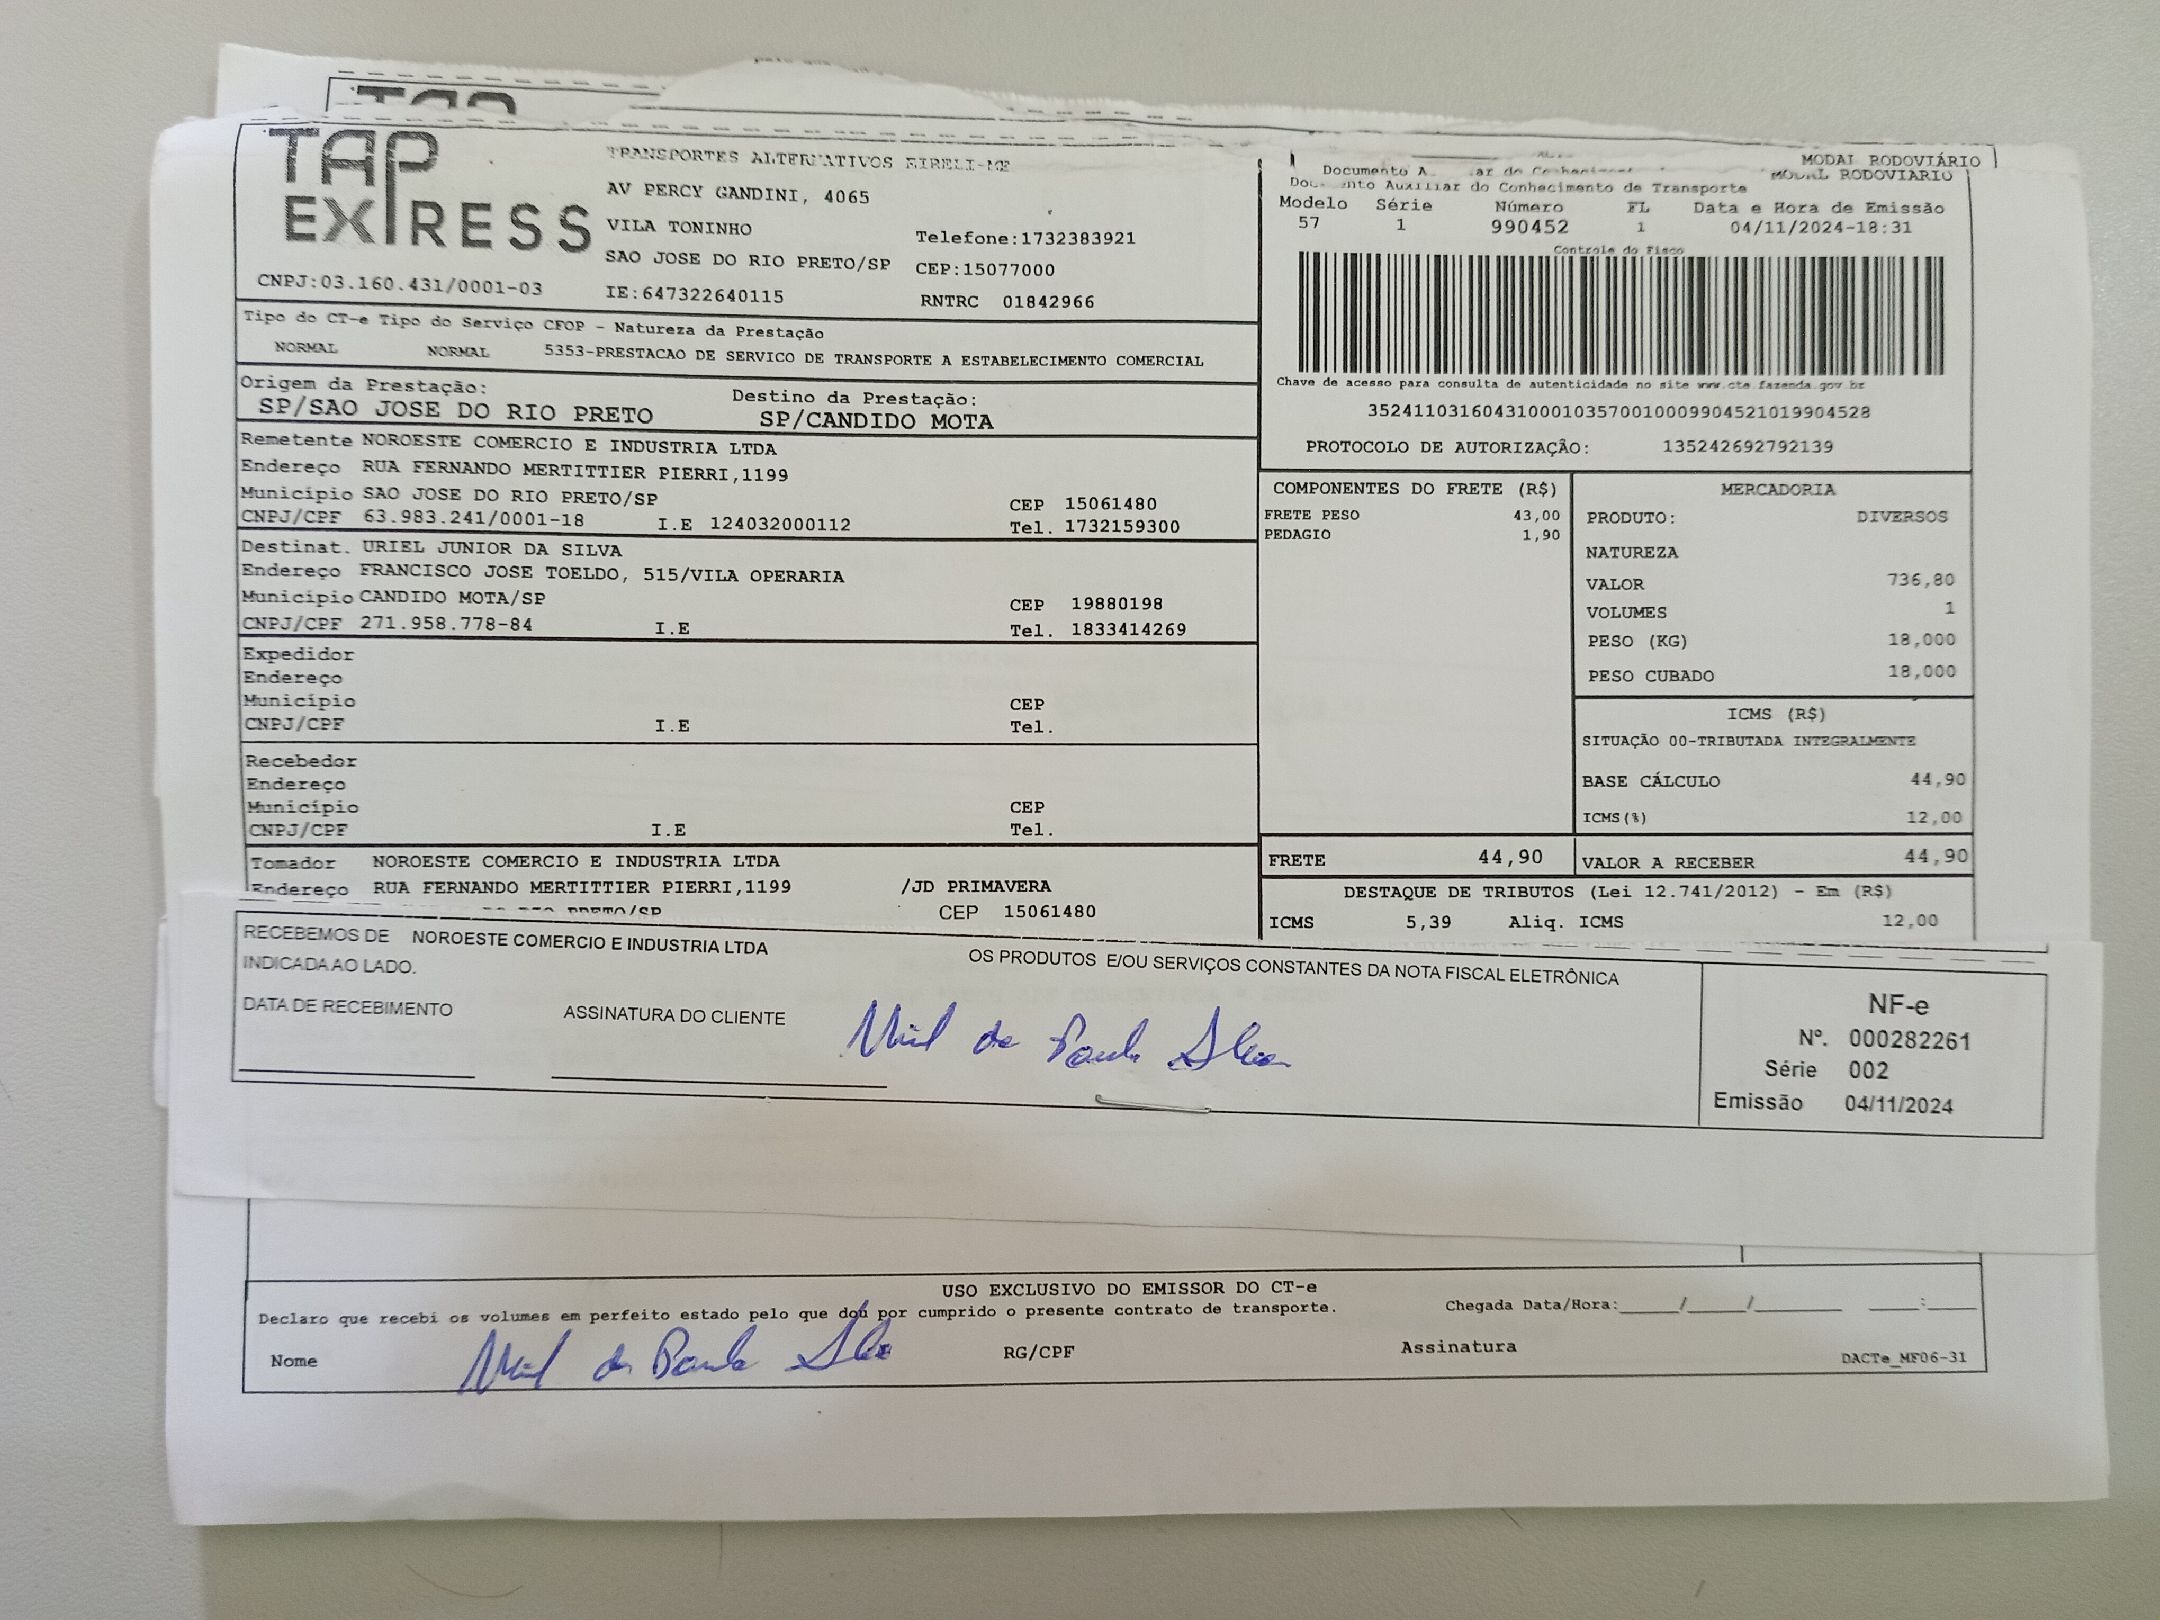 TAP
EXPRESS
TRANSPORTES ALTERNATIVOS EIRELI-ME
AV PERCY GANDINI, 4065
VILA TONINHO
Telefone:1732383921
SAO JOSE DO RIO PRETO/SP CEP:15077000
CNPJ:03.160.431/0001-03 IE:647322640115 RNTRC 01842966
MODAL RODOVIÁRIO
MODAL RODOVIÁRIO
Documento Auxiliar do Conhecimento de Transporte
Modelo Série Número FL Data e Hora de Emissão
57 1 990452 1 04/11/2024-18:31
Controle do Fisco
Chave de acesso para consulta de autenticidade no site www.cte.fazenda.gov.br
35241103160431000103570010009904521019904528
PROTOCOLO DE AUTORIZAÇÃO: 135242692792139
Tipo do CT-e Tipo do Serviço CFOP - Natureza da Prestação
NORMAL NORMAL 5353-PRESTACAO DE SERVICO DE TRANSPORTE A ESTABELECIMENTO COMERCIAL
Origem da Prestação: Destino da Prestação:
SP/SAO JOSE DO RIO PRETO SP/CANDIDO MOTA
Remetente NOROESTE COMERCIO E INDUSTRIA LTDA
Endereço RUA FERNANDO MERTITTIER PIERRI,1199
Município SAO JOSE DO RIO PRETO/SP CEP 15061480
CNPJ/CPF 63.983.241/0001-18 I.E 124032000112 Tel. 1732159300
Destinat. URIEL JUNIOR DA SILVA
Endereço FRANCISCO JOSE TOELDO, 515/VILA OPERARIA
Município CANDIDO MOTA/SP CEP 19880198
CNPJ/CPF 271.958.778-84 I.E Tel. 1833414269
Expedidor
Endereço
Município CEP
CNPJ/CPF I.E Tel.
Recebedor
Endereço
Município CEP
CNPJ/CPF I.E Tel.
Tomador NOROESTE COMERCIO E INDUSTRIA LTDA
Endereço RUA FERNANDO MERTITTIER PIERRI,1199 /JD PRIMAVERA
PRETO/SP CEP 15061480
COMPONENTES DO FRETE (R$)
FRETE PESO 43,00
PEDAGIO 1,90
MERCADORIA
PRODUTO: DIVERSOS
NATUREZA
VALOR 736,80
VOLUMES 1
PESO (KG) 18,000
PESO CUBADO 18,000
ICMS (R$)
SITUAÇÃO 00-TRIBUTADA INTEGRALMENTE
BASE CÁLCULO 44,90
ICMS(%) 12,00
FRETE 44,90 VALOR A RECEBER 44,90
DESTAQUE DE TRIBUTOS (Lei 12.741/2012) - Em (R$)
ICMS 5,39 Aliq. ICMS 12,00
RECEBEMOS DE NOROESTE COMERCIO E INDUSTRIA LTDA OS PRODUTOS E/OU SERVIÇOS CONSTANTES DA NOTA FISCAL ELETRÔNICA
INDICADA AO LADO.
DATA DE RECEBIMENTO ASSINATURA DO CLIENTE
de Paula
NF-e
Nº. 000282261
Série 002
Emissão 04/11/2024
USO EXCLUSIVO DO EMISSOR DO CT-e
Declaro que recebi os volumes em perfeito estado pelo que dou por cumprido o presente contrato de transporte. Chegada Data/Hora:____/____/______ ___:___
Nome de Paula RG/CPF Assinatura
DACTe_MF06-31